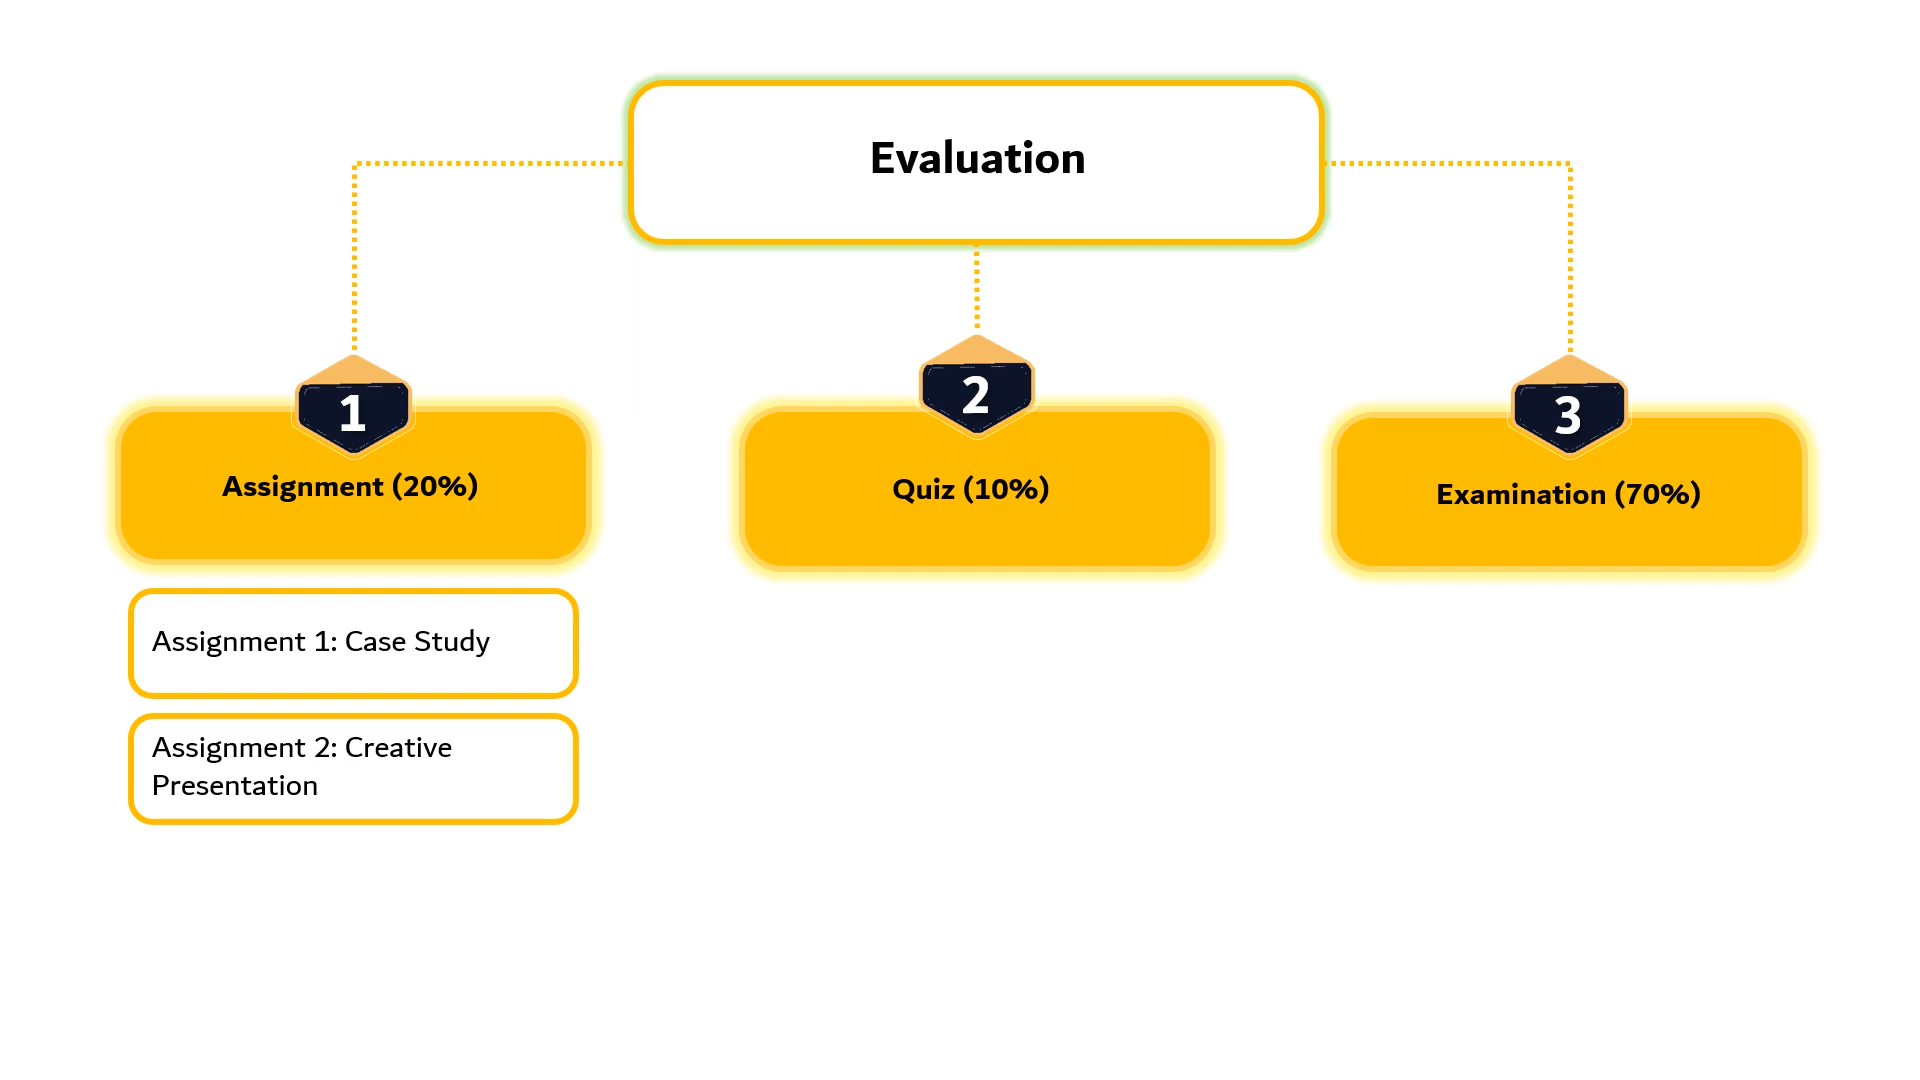 Evaluation
1
2
3
Assignment (20%)
Quiz (10%)
Examination (70%)
Assignment 1: Case Study
Assignment 2: Creative
Presentation